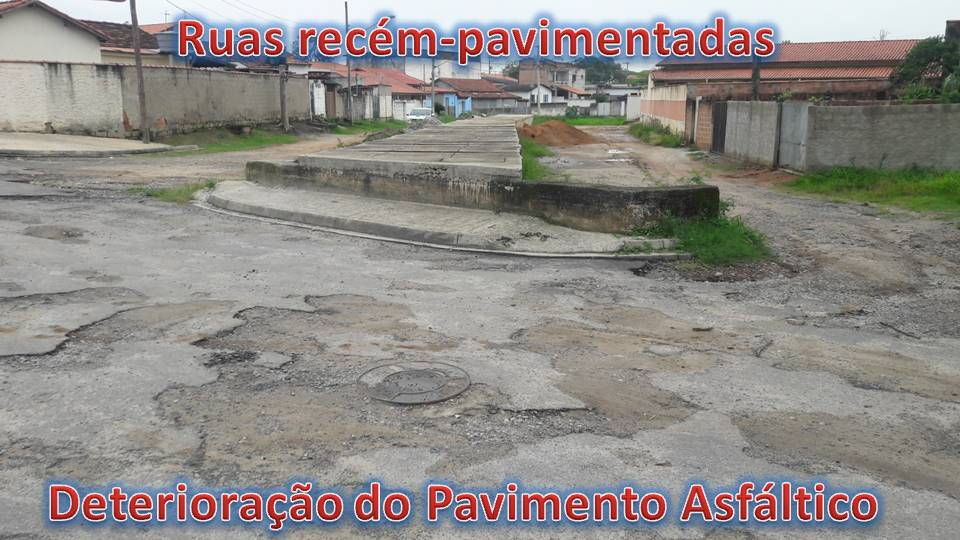 Ruas recém-pavimentadas
Deterioração do Pavimento Asfáltico